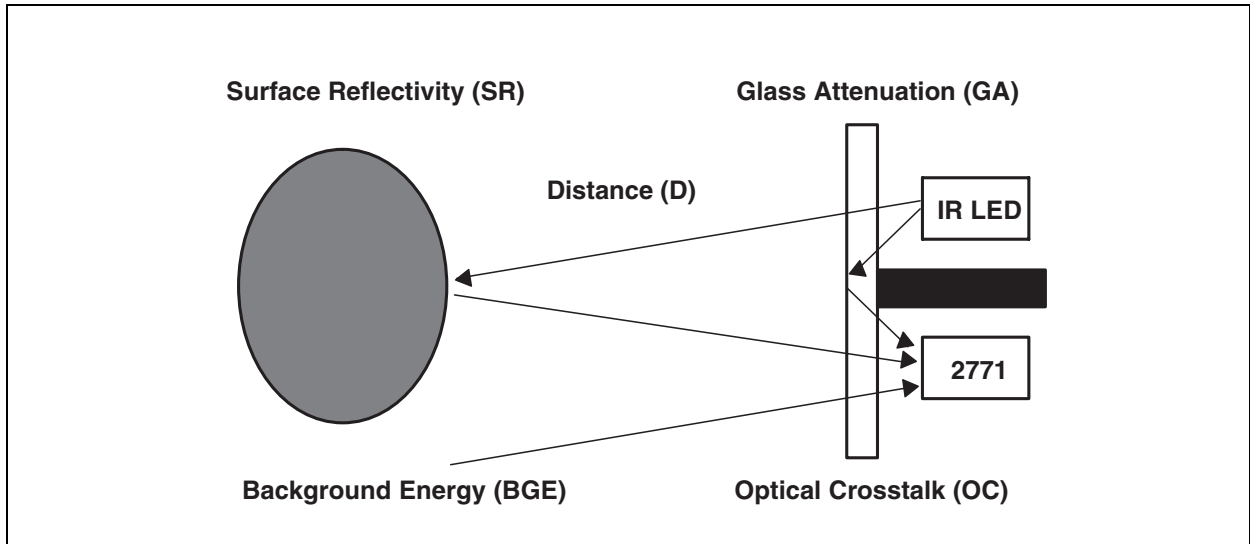 Surface Reflectivity (SR)
Glass Attenuation (GA)
Distance (D)
IR LED
2771
Background Energy (BGE)
Optical Crosstalk (OC)